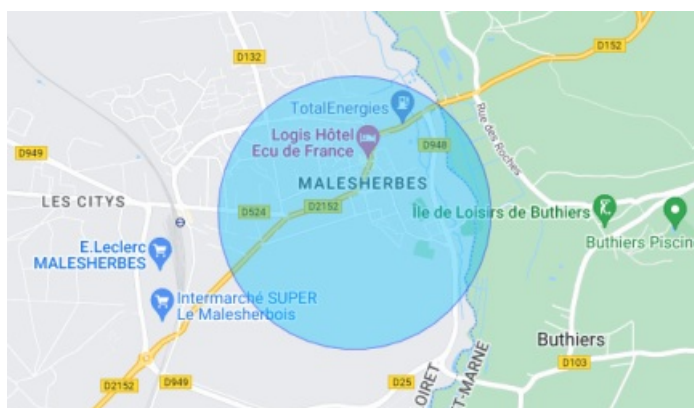 D152
D132
TotalEnergies
Logis Hôtel
Ecu de France
Rue des Roches
D948
D949
MALESHERBES
LES CITYS
D524
D2152
Île de Loisirs de Buthiers
Buthiers Piscin
E.Leclerc
MALESHERBES
Intermarché SUPER
Le Malesherbois
Buthiers
D103
D2152
D949
D25
OIRET
T-MARNE